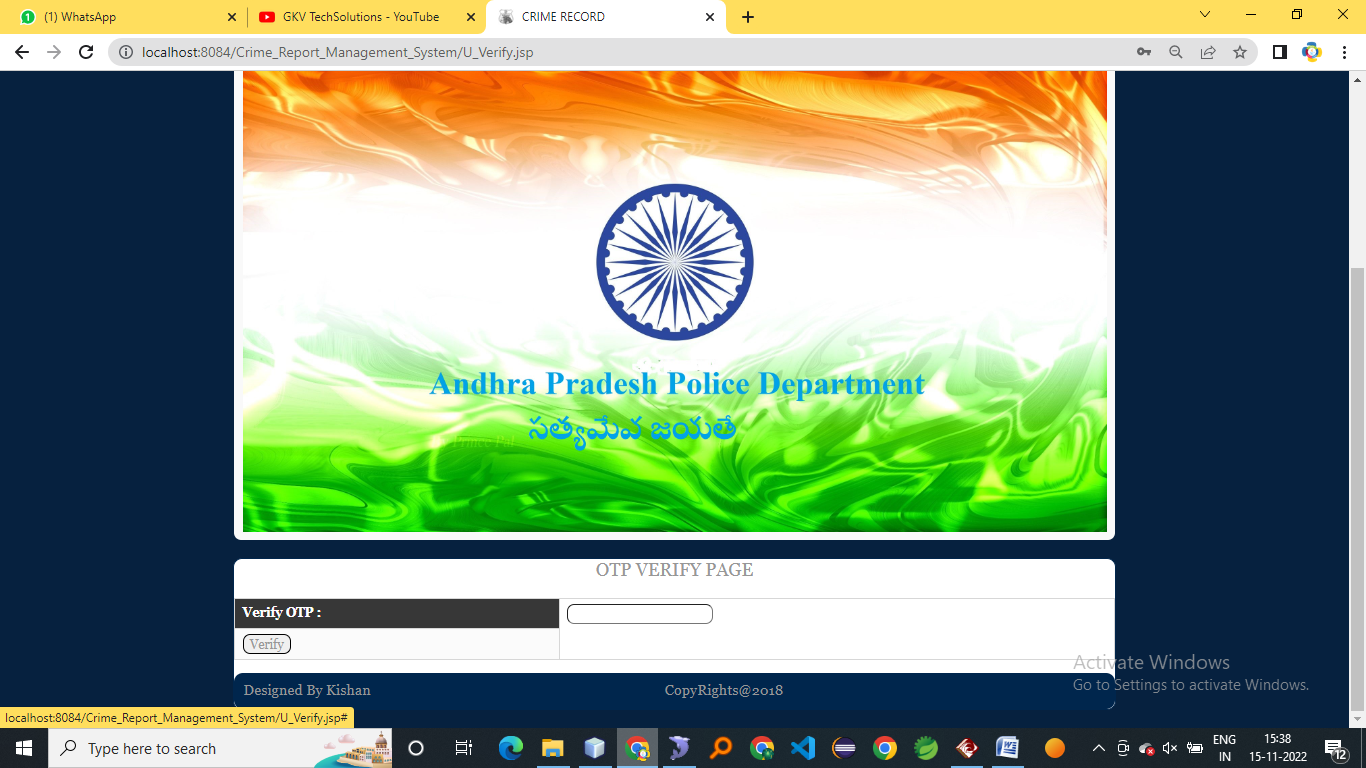 (1) WhatsApp
GKV TechSolutions - YouTube
CRIME RECORD
localhost:8084/Crime_Report_Management_System/U_Verify.jsp
Andhra Pradesh Police Department
సత్యమేవ జయతే
OTP VERIFY PAGE
Verify OTP :
Verify
Activate Windows
Go to Settings to activate Windows.
Designed By Kishan
CopyRights@2018
localhost:8084/Crime_Report_Management_System/U_Verify.jsp#
Type here to search
ENG
IN
15:38
15-11-2022
12